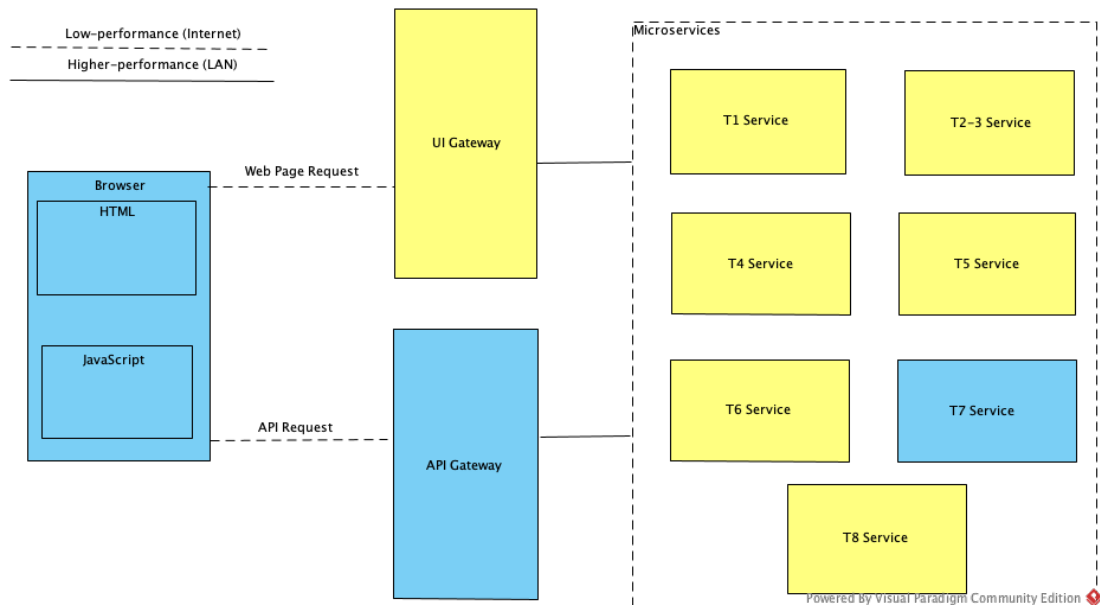 Low-performance (Internet)
Higher-performance (LAN)
Microservices
UI Gateway
T1 Service
T2-3 Service
Web Page Request
Browser
HTML
T4 Service
T5 Service
JavaScript
API Request
API Gateway
T6 Service
T7 Service
T8 Service
Powered By Visual Paradigm Community Edition